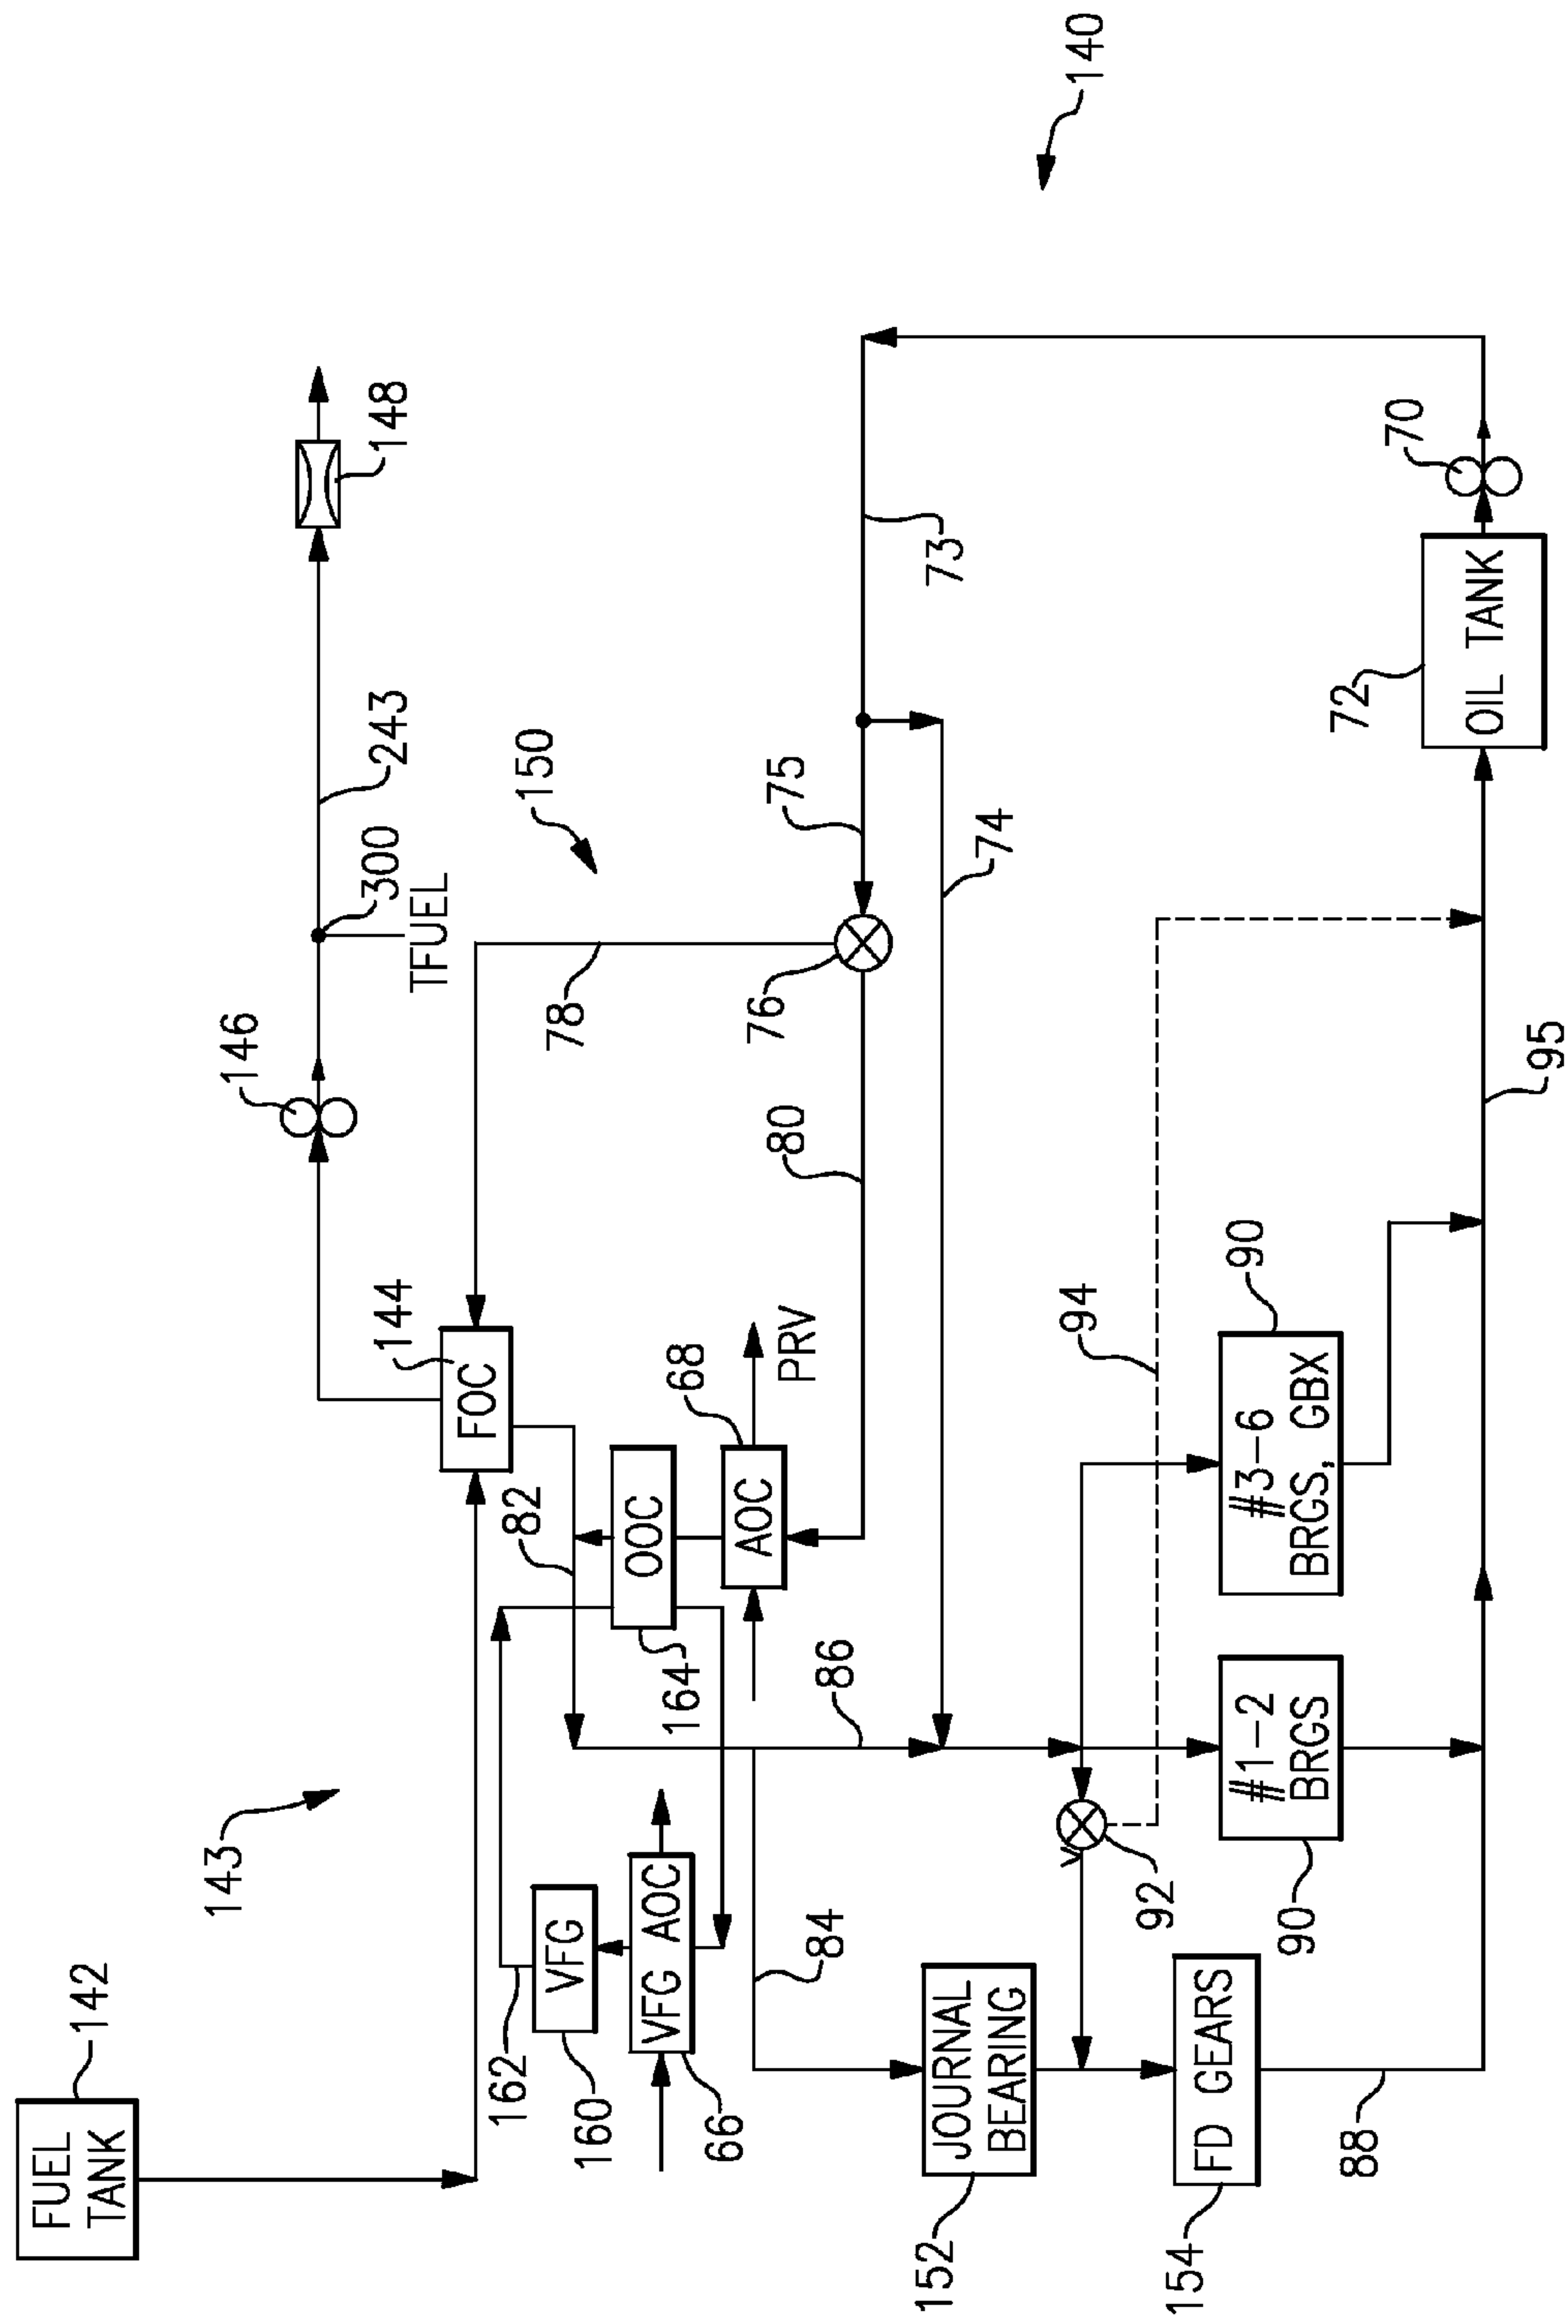 FUEL
TANK
142
143
146
300
TFUEL
243
148
144
FOC
78
150
162
VFG
160
82
OOC
164
VFG AOC
66
AOC
68
PRV
80
76
75
73
74
140
84
86
JOURNAL
BEARING
152
92
94
FD GEARS
154
#1-2
BRGS
90
#3-6
BRGS, GBX
90
88
95
OIL TANK
72
70